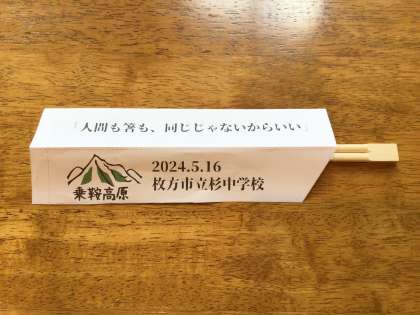 「人間も箸も、同じじゃないからいい」
2024.5.16
枚方市立杉中学校
乗鞍高原